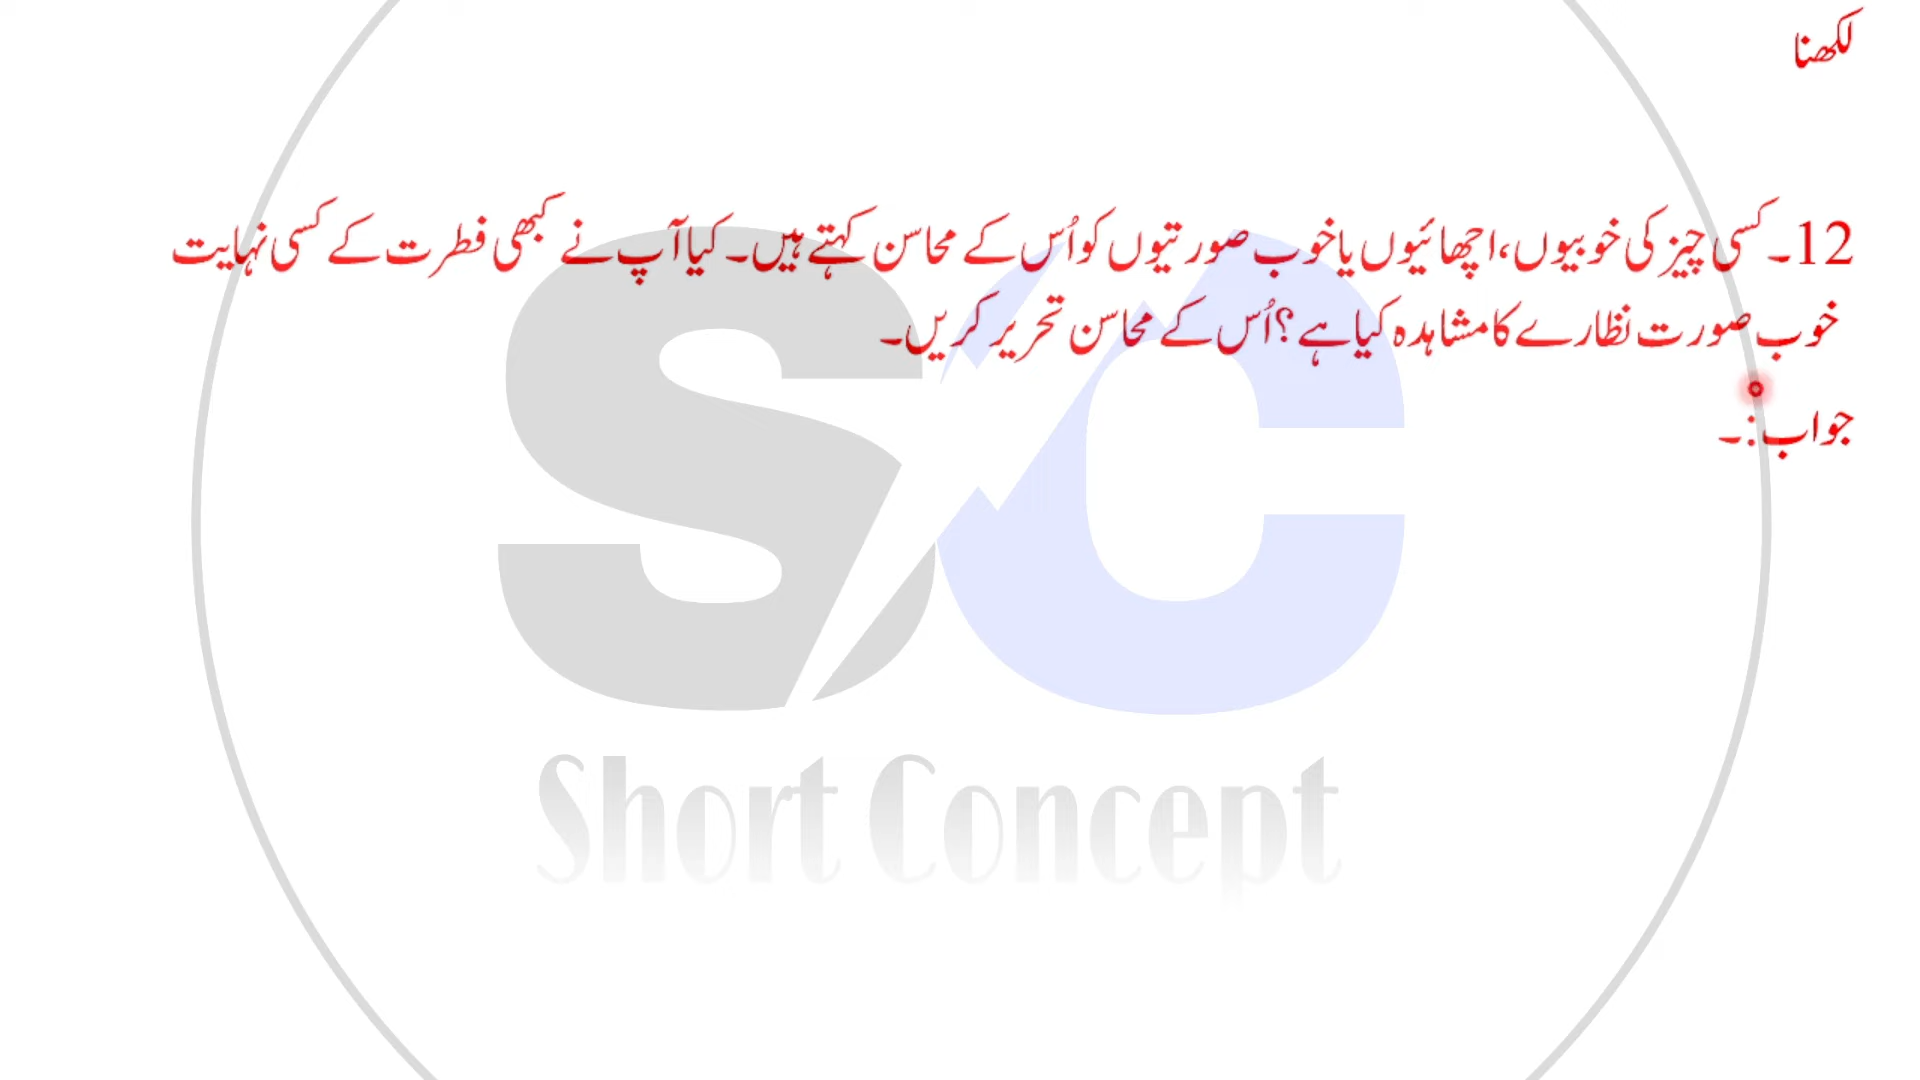 لکھنا
12۔ کسی چیز کی خوبیوں، اچھائیوں یا خوب صورتیوں کو اُس کے محاسن کہتے ہیں۔ کیا آپ نے کبھی فطرت کے کسی نہایت
خوب صورت نظارے کا مشاہدہ کیا ہے؟ اُس کے محاسن تحریر کریں۔
جواب:۔
SC
Short Concept